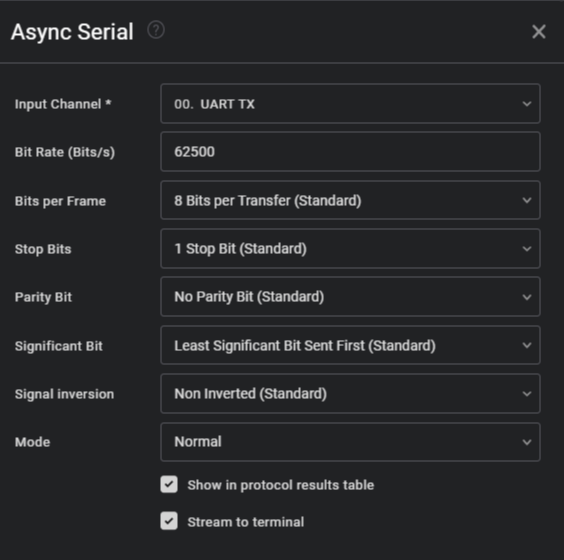 Async Serial ?
Input Channel * 00. UART TX
Bit Rate (Bits/s) 62500
Bits per Frame 8 Bits per Transfer (Standard)
Stop Bits 1 Stop Bit (Standard)
Parity Bit No Parity Bit (Standard)
Significant Bit Least Significant Bit Sent First (Standard)
Signal inversion Non Inverted (Standard)
Mode Normal
Show in protocol results table
Stream to terminal